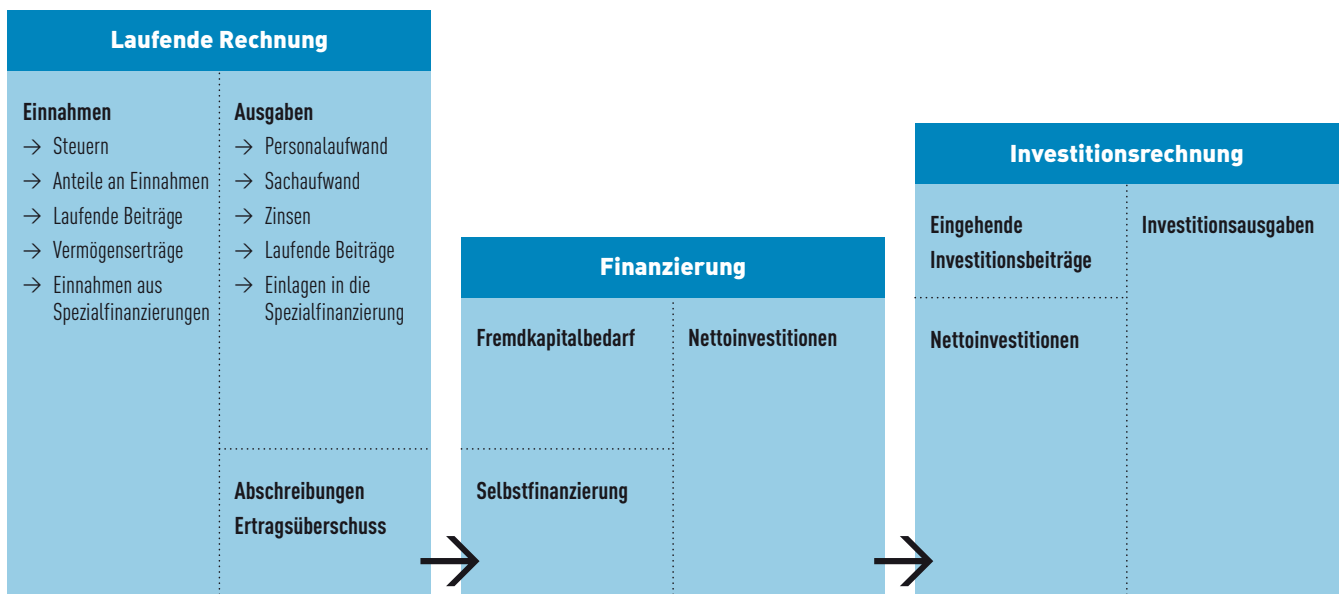 Laufende Rechnung
Einnahmen
→ Steuern
→ Anteile an Einnahmen
→ Laufende Beiträge
→ Vermögenserträge
→ Einnahmen aus
Spezialfinanzierungen
Ausgaben
→ Personalaufwand
→ Sachaufwand
→ Zinsen
→ Laufende Beiträge
→ Einlagen in die
Spezialfinanzierung
Abschreibungen
Ertragsüberschuss
Finanzierung
Fremdkapitalbedarf
Selbstfinanzierung
Nettoinvestitionen
Investitionsrechnung
Eingehende
Investitionsbeiträge
Nettoinvestitionen
Investitionsausgaben